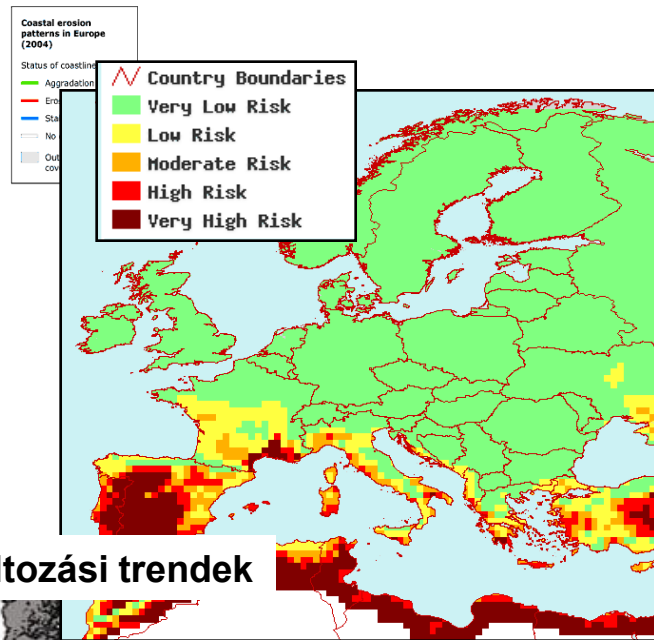 Coastal erosion
patterns in Europe
(2004)
Status of coastline
Aggradation
No
Country Boundaries
Very Low Risk
Low Risk
Moderate Risk
High Risk
Very High Risk
trendek